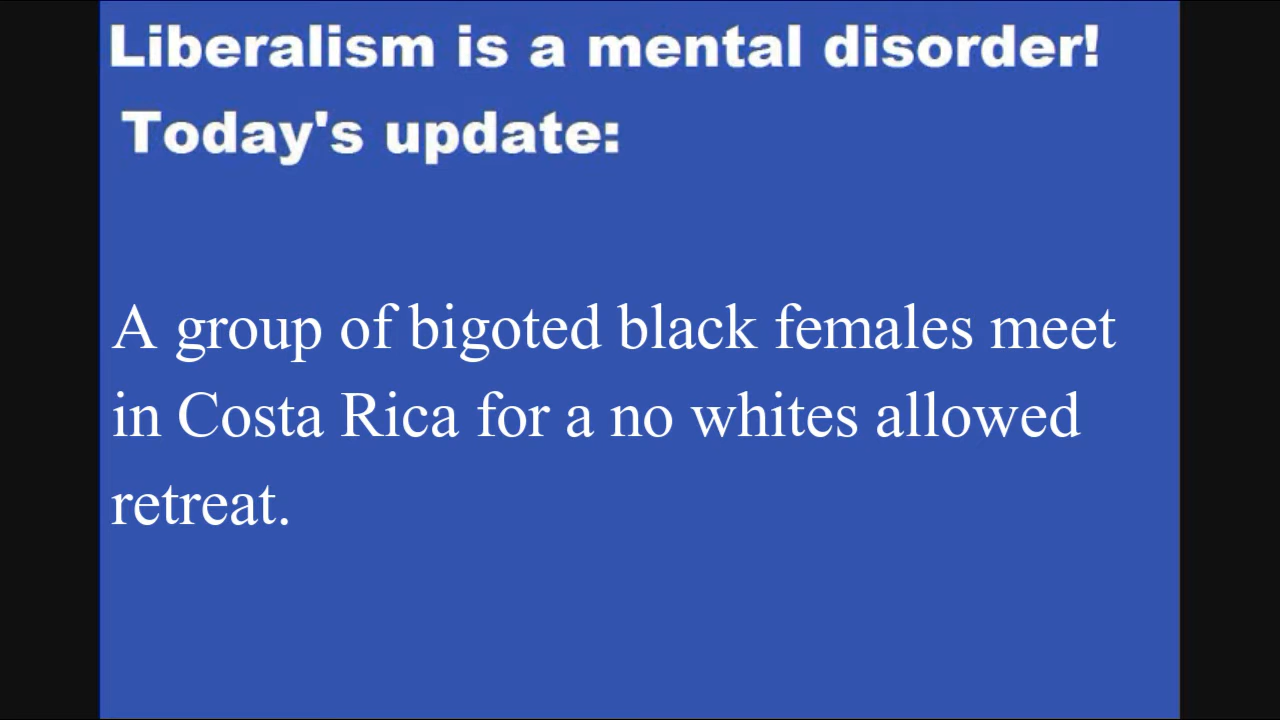 Liberalism is a mental disorder!
Today's update:
A group of bigoted black females meet
in Costa Rica for a no whites allowed
retreat.